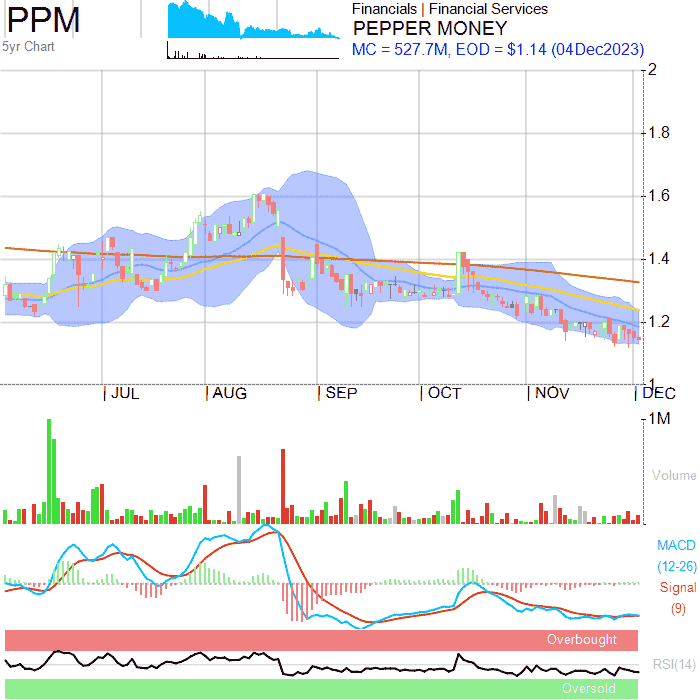 PPM
5yr Chart
Financials | Financial Services
PEPPER MONEY
MC = 527.7M, EOD = $1.14 (04Dec2023)
2
1.8
1.6
1.4
1.2
1
JUL AUG SEP OCT NOV DEC
1M
Volume
MACD
(12-26)
Signal
(9)
Overbought
RSI(14)
Oversold